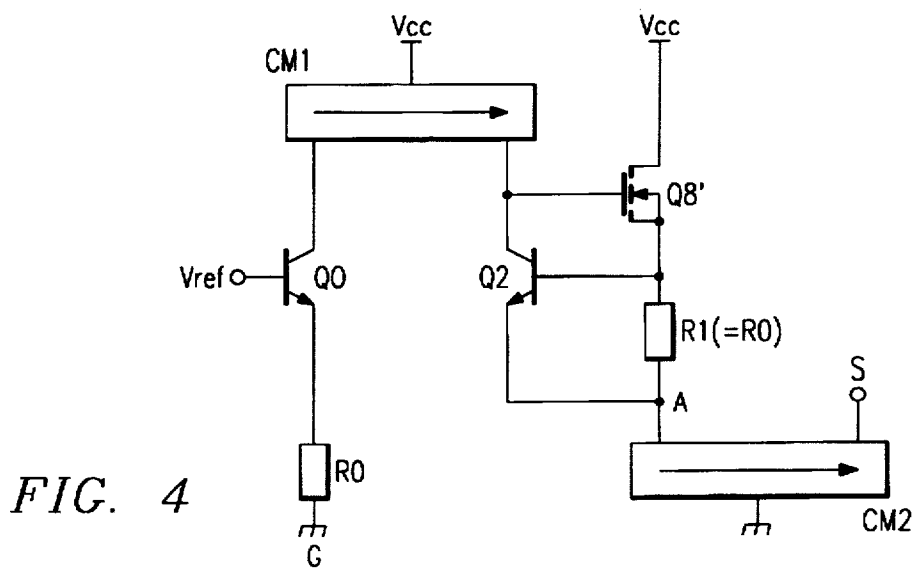 Vcc
Vcc
CM1
Q8'
Vref
Q0
Q2
R1(=R0)
S
A
R0
FIG. 4
CM2
G